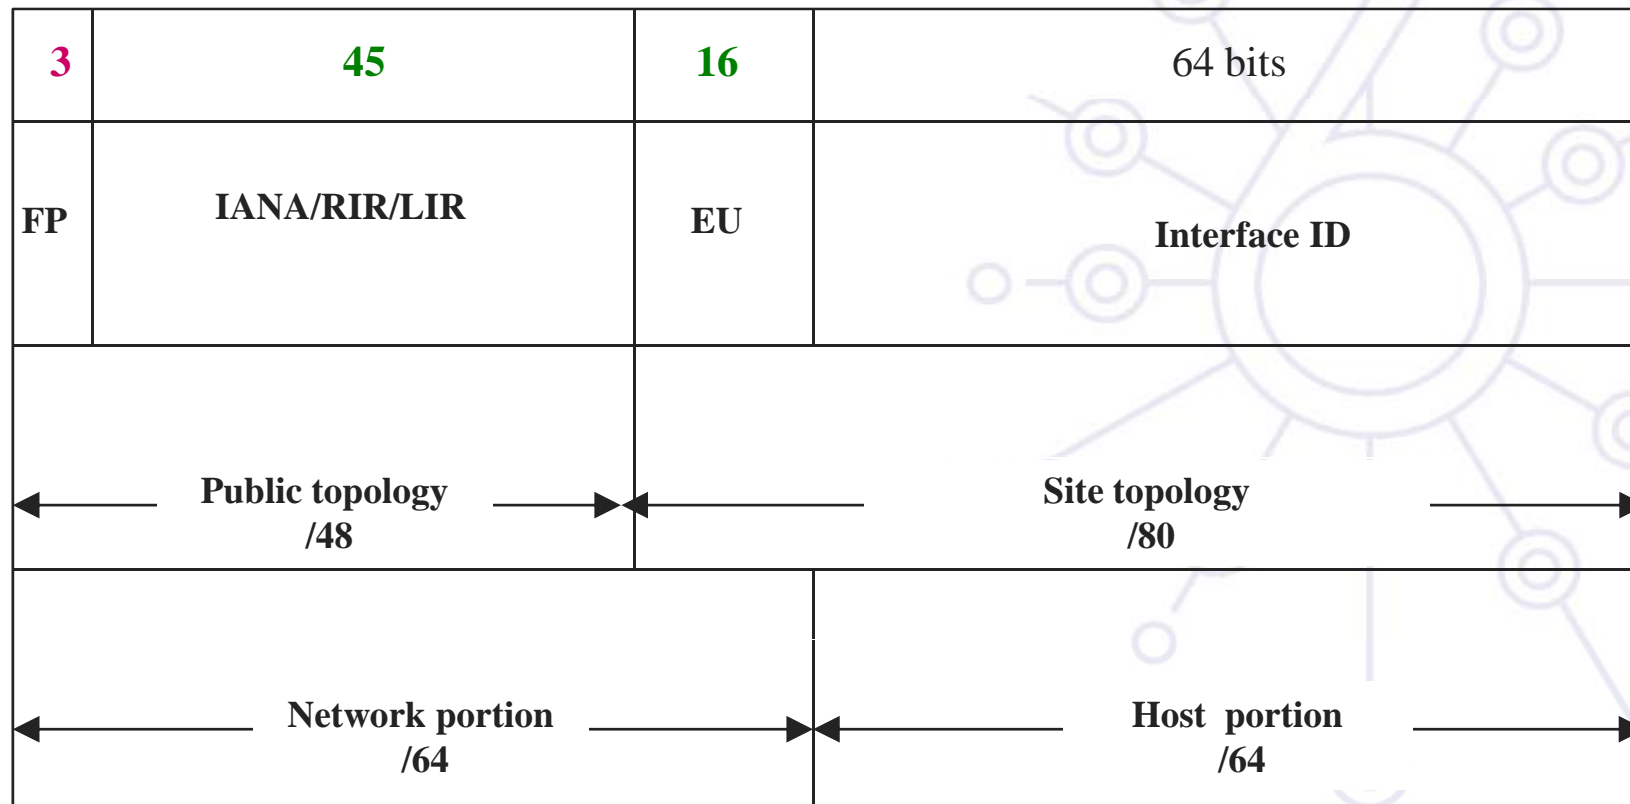 3 45 16 64 bits
FP IANA/RIR/LIR EU Interface ID
Public topology Site topology
/48 /80
Network portion Host portion
/64 /64